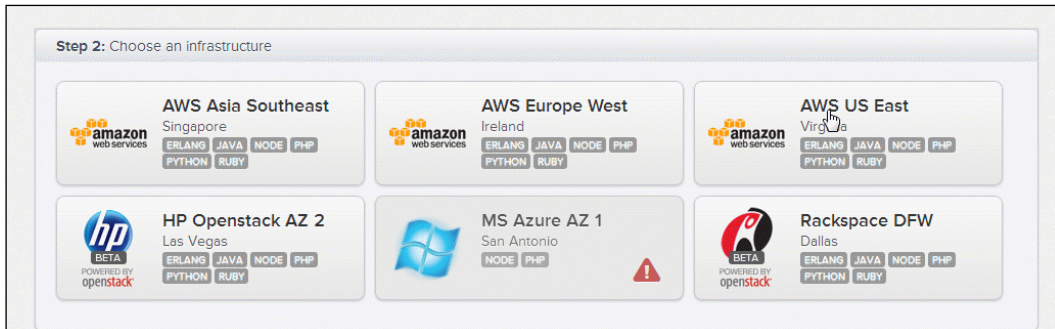 Step 2: Choose an infrastructure
amazon
web services
AWS Asia Southeast
Singapore
ERLANG JAVA NODE PHP
PYTHON RUBY
amazon
web services
AWS Europe West
Ireland
ERLANG JAVA NODE PHP
PYTHON RUBY
amazon
web services
AWS US East
ERLANG JAVA NODE PHP
PYTHON RUBY
hp
BETA
POWERED BY
openstack
HP Openstack AZ 2
Las Vegas
ERLANG JAVA NODE PHP
PYTHON RUBY
MS Azure AZ 1
San Antonio
NODE PHP
BETA
POWERED BY
openstack
Rackspace DFW
Dallas
ERLANG JAVA NODE PHP
PYTHON RUBY